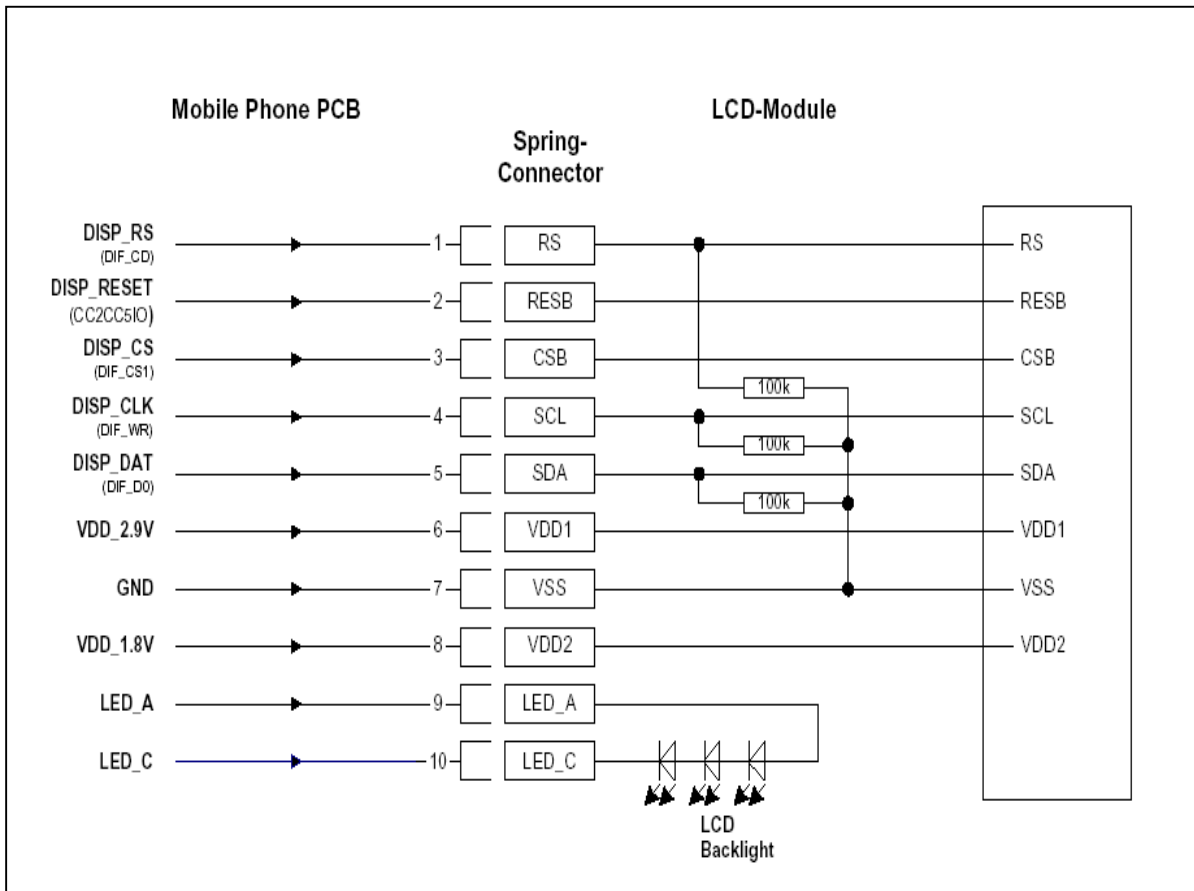 Mobile Phone PCB
LCD-Module
Spring-
Connector
DISP_RS
(DIF_CD)
1
RS
RS
DISP_RESET
(CC2CC5IO)
2
RESB
RESB
DISP_CS
(DIF_CS1)
3
CSB
CSB
100k
DISP_CLK
(DIF_WR)
4
SCL
SCL
100k
DISP_DAT
(DIF_D0)
5
SDA
SDA
100k
VDD_2.9V
6
VDD1
VDD1
GND
7
VSS
VSS
VDD_1.8V
8
VDD2
VDD2
LED_A
9
LED_A
LED_C
10
LED_C
LCD
Backlight